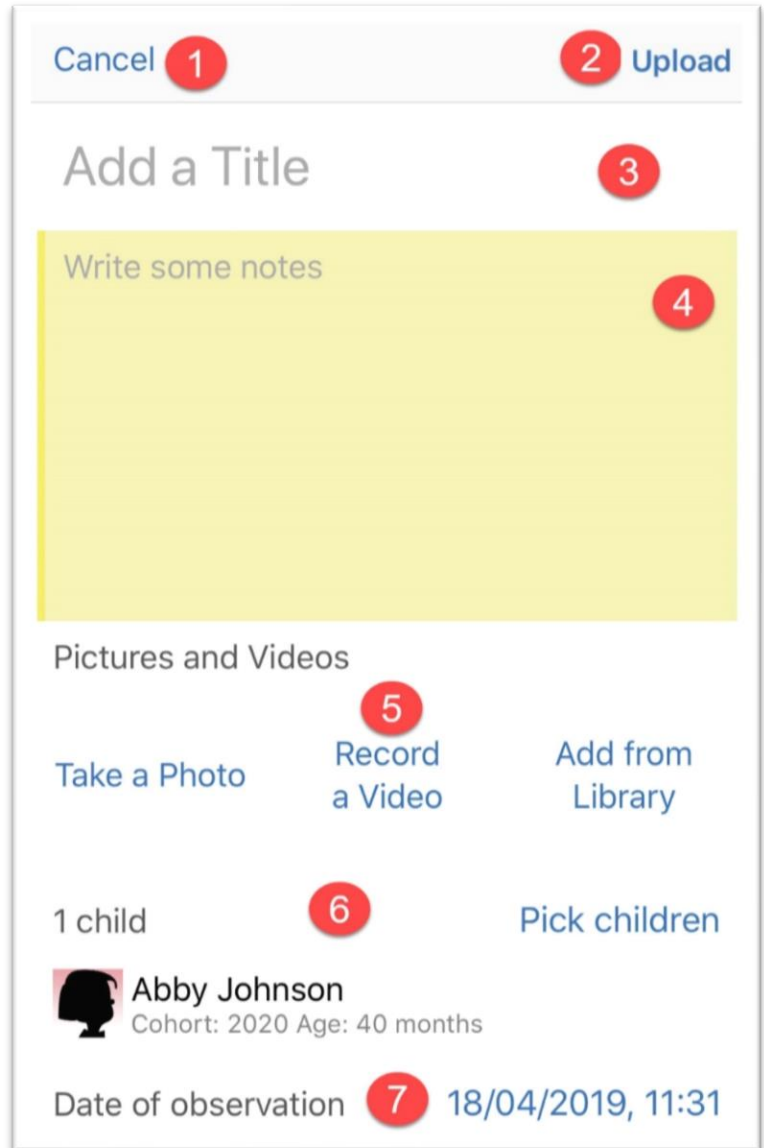 Cancel 1 2 Upload
Add a Title 3
Write some notes
4
Pictures and Videos
5
Take a Photo
Record
a Video
Add from
Library
1 child 6 Pick children
Abby Johnson
Cohort: 2020 Age: 40 months
Date of observation 7 18/04/2019, 11:31